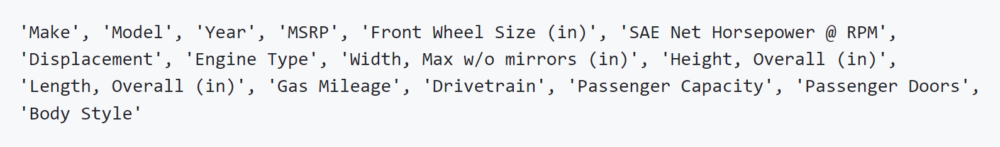 'Make', 'Model', 'Year', 'MSRP', 'Front Wheel Size (in)', 'SAE Net Horsepower @ RPM',
'Displacement', 'Engine Type', 'Width, Max w/o mirrors (in)', 'Height, Overall (in)',
'Length, Overall (in)', 'Gas Mileage', 'Drivetrain', 'Passenger Capacity', 'Passenger Doors',
'Body Style'